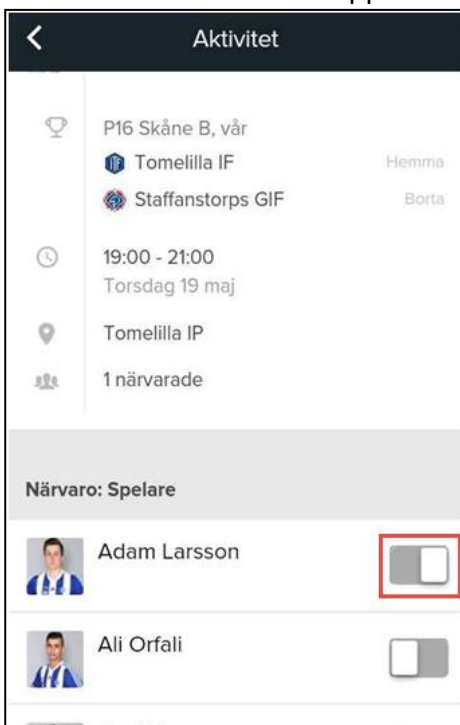 Aktivitet
P16 Skåne B, vår
Tomelilla IF Hemma
Staffanstorps GIF Borta
19:00 - 21:00
Torsdag 19 maj
Tomelilla IP
1 närvarade
Närvaro: Spelare
Adam Larsson
Ali Orfali